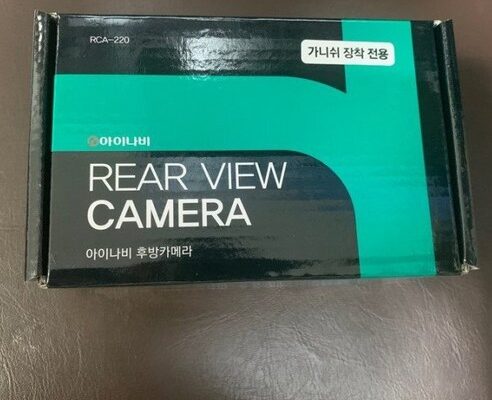 RCA-220
가니쉬 장착 전용
아이나비
REAR VIEW
CAMERA
아이나비 후방카메라